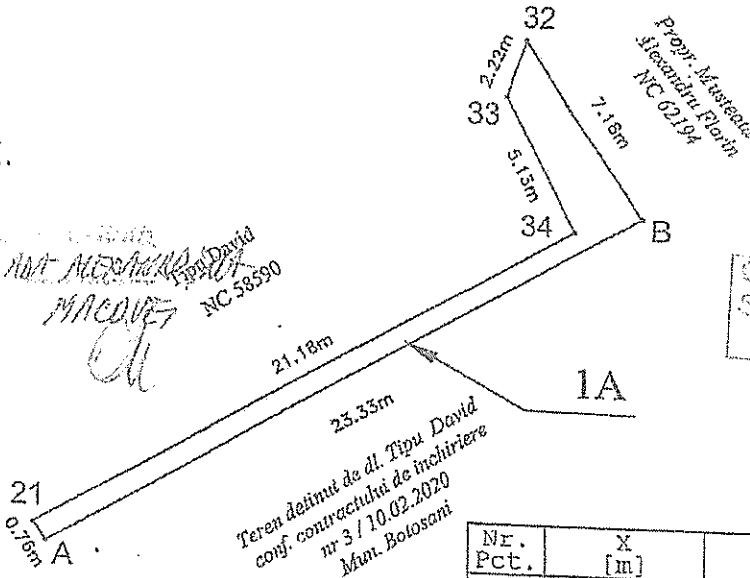 32
2.22m
33
7.18m
5.15m
34
B
Propr. Musteata
Alexandru Florin
NC 62194
Tipu David
NC 58590
21.18m
23.33m
1A
21
0.76m
A
Teren detinut de dl. Tipu David
conf. contractului de inchiriere
nr 3 / 10.02.2020
Mun. Botosani
Nr. Pct.
X [m]